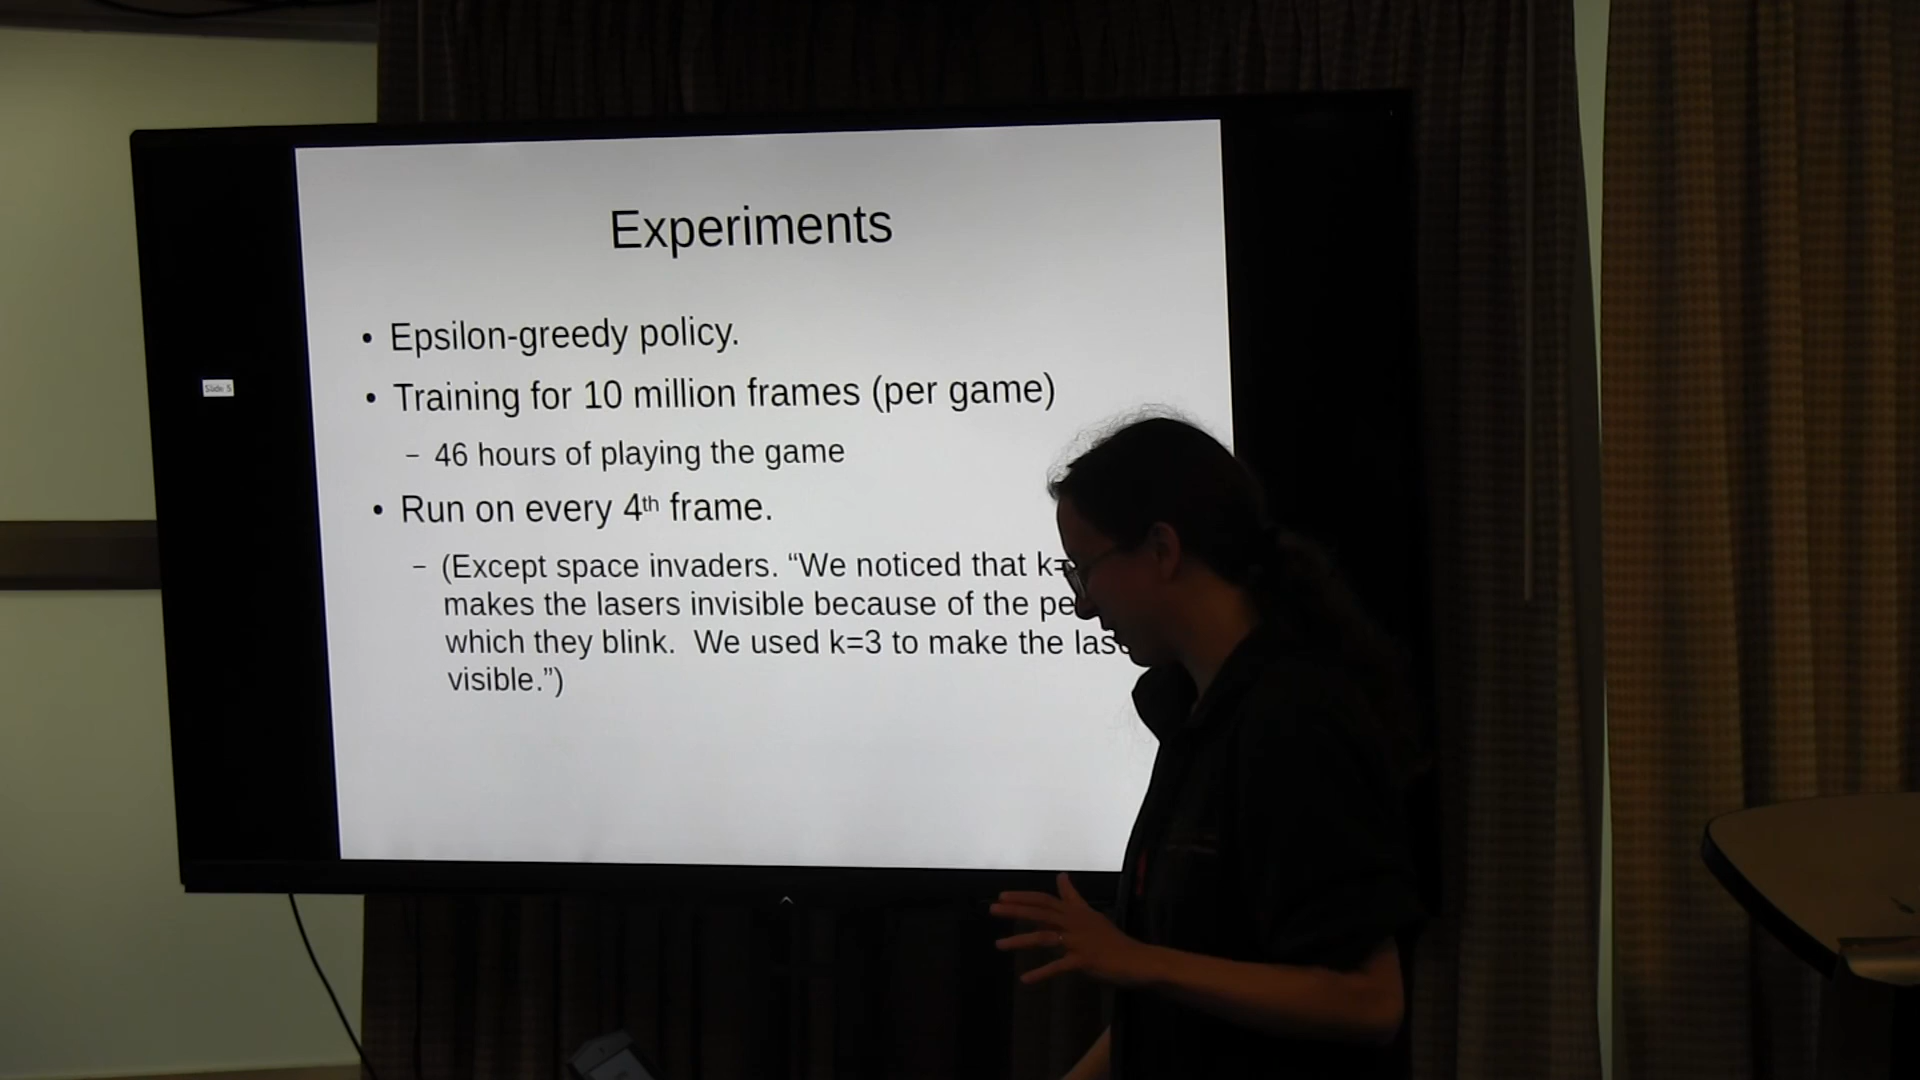 Experiments
• Epsilon-greedy policy.
• Training for 10 million frames (per game)
– 46 hours of playing the game
Slide 5
• Run on every 4th frame.
– (Except space invaders. “We noticed that k=
makes the lasers invisible because of the pe
which they blink. We used k=3 to make the las
visible.”)